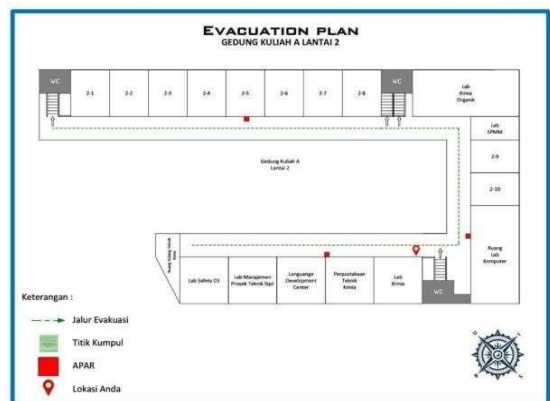 EVACUATION PLAN
GEDUNG KULIAH A LANTAI 2
WC
2-1
2-2
2-3
2-4
2-5
2-6
2-7
2-8
WC
Lab
Kimia
Organik
Lab
SPMM
2-9
2-10
Gedung Kuliah A
Lantai 2
Ruang
Lab
Komputer
Lab Safety D3
Lab Manajemen
Proyek Teknik Sipil
Languange
Development
Center
Perpustakaan
Teknik
Kimia
Lab
Kimia
WC
Keterangan :
Jalur Evakuasi
Titik Kumpul
APAR
Lokasi Anda